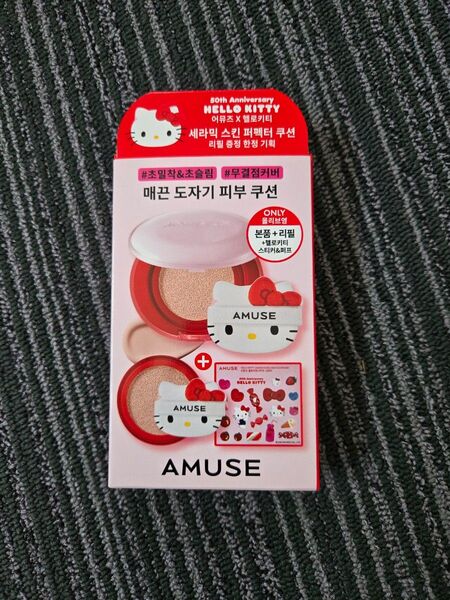 50th Anniversary
HELLO KITTY
어뮤즈 X 헬로키티
세라믹 스킨 퍼펙터 쿠션
리필 증정 한정 기획
#초밀착&초슬림 #무결점커버
매끈 도자기 피부 쿠션
ONLY
올리브영
본품+리필
+헬로키티
스티커&퍼프
AMUSE
AMUSE
AMUSE
50th Anniversary
HELLO KITTY
AMUSE